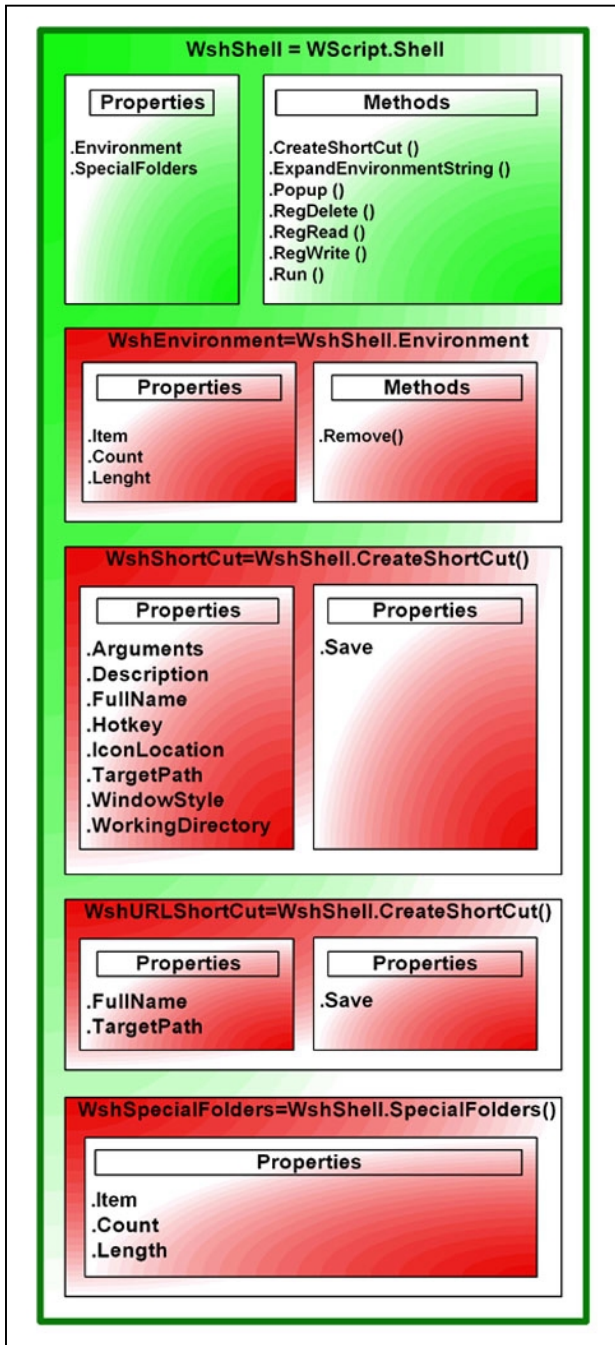 WshShell = WScript.Shell
Properties
.Environment
.SpecialFolders
Methods
.CreateShortCut ()
.ExpandEnvironmentString ()
.Popup ()
.RegDelete ()
.RegRead ()
.RegWrite ()
.Run ()
WshEnvironment=WshShell.Environment
Properties
.Item
.Count
.Lenght
Methods
.Remove()
WshShortCut=WshShell.CreateShortCut()
Properties
.Arguments
.Description
.FullName
.Hotkey
.IconLocation
.TargetPath
.WindowStyle
.WorkingDirectory
Properties
.Save
WshURLShortCut=WshShell.CreateShortCut()
Properties
.FullName
.TargetPath
Properties
.Save
WshSpecialFolders=WshShell.SpecialFolders()
Properties
.Item
.Count
.Length